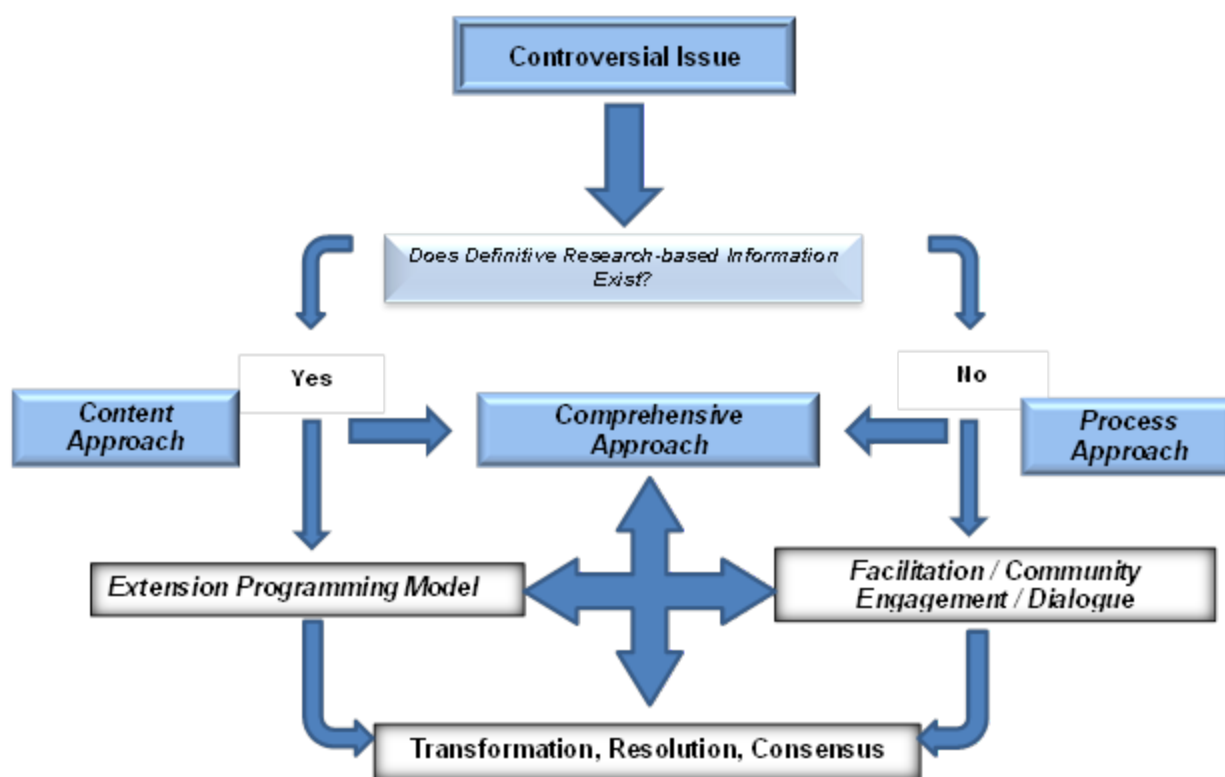 Controversial Issue
Does Definitive Research-based Information
Exist?
Yes
No
Content
Approach
Comprehensive
Approach
Process
Approach
Extension Programming Model
Facilitation / Community
Engagement / Dialogue
Transformation, Resolution, Consensus